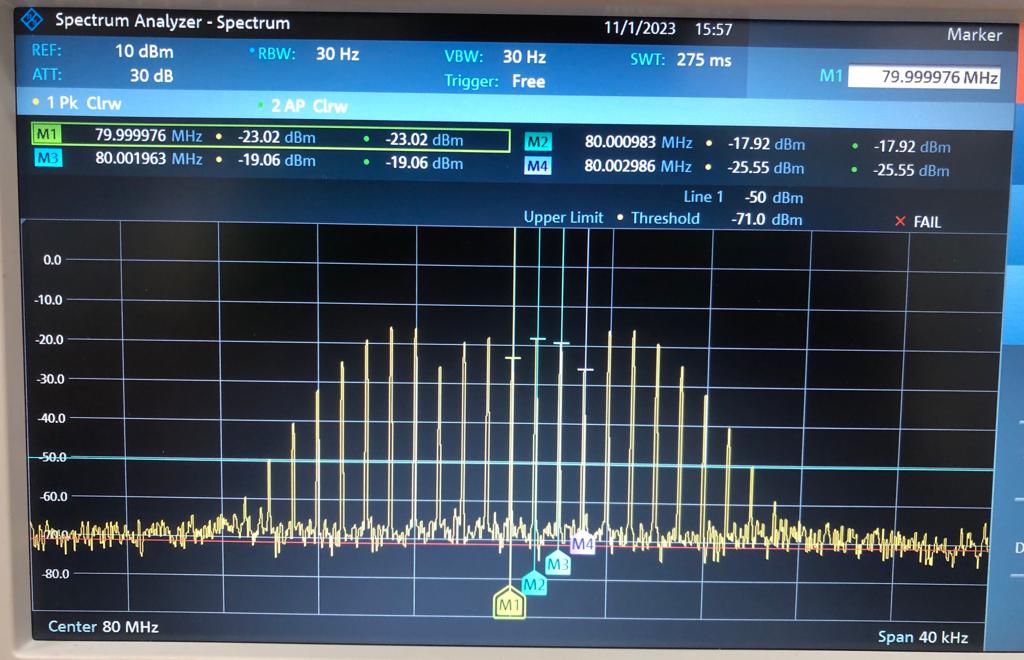 Spectrum Analyzer - Spectrum 11/1/2023 15:57 Marker
REF: 10 dBm RBW: 30 Hz VBW: 30 Hz SWT: 275 ms
ATT: 30 dB Trigger: Free M1 79.999976 MHz
1 Pk Clrw 2 AP Clrw
M1 79.999976 MHz -23.02 dBm -23.02 dBm M2 80.000983 MHz -17.92 dBm -17.92 dBm
M3 80.001963 MHz -19.06 dBm -19.06 dBm M4 80.002986 MHz -25.55 dBm -25.55 dBm
Line 1 -50 dBm
Upper Limit Threshold -71.0 dBm × FAIL
0.0
-10.0
-20.0
-30.0
-40.0
-50.0
-60.0
-70.0
-80.0
M4
M3
M2
M1
Center 80 MHz Span 40 kHz
D